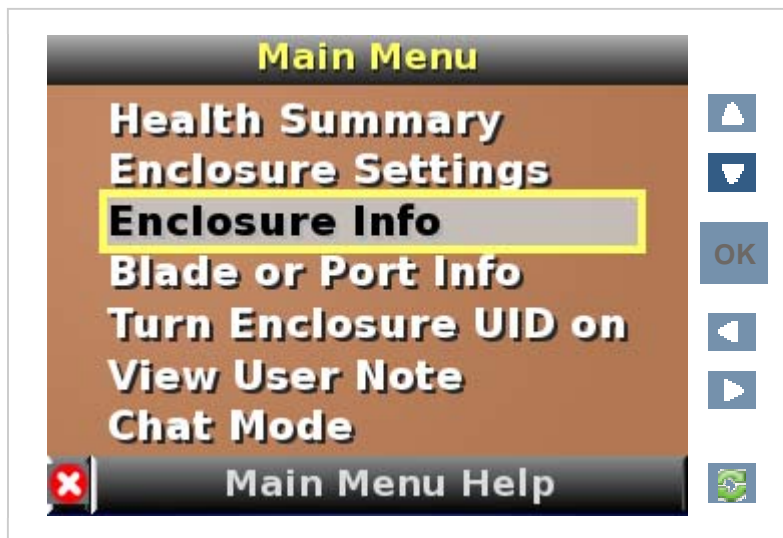 Main Menu
Health Summary
Enclosure Settings
Enclosure Info
Blade or Port Info
OK
Turn Enclosure UID on
View User Note
Chat Mode
Main Menu Help